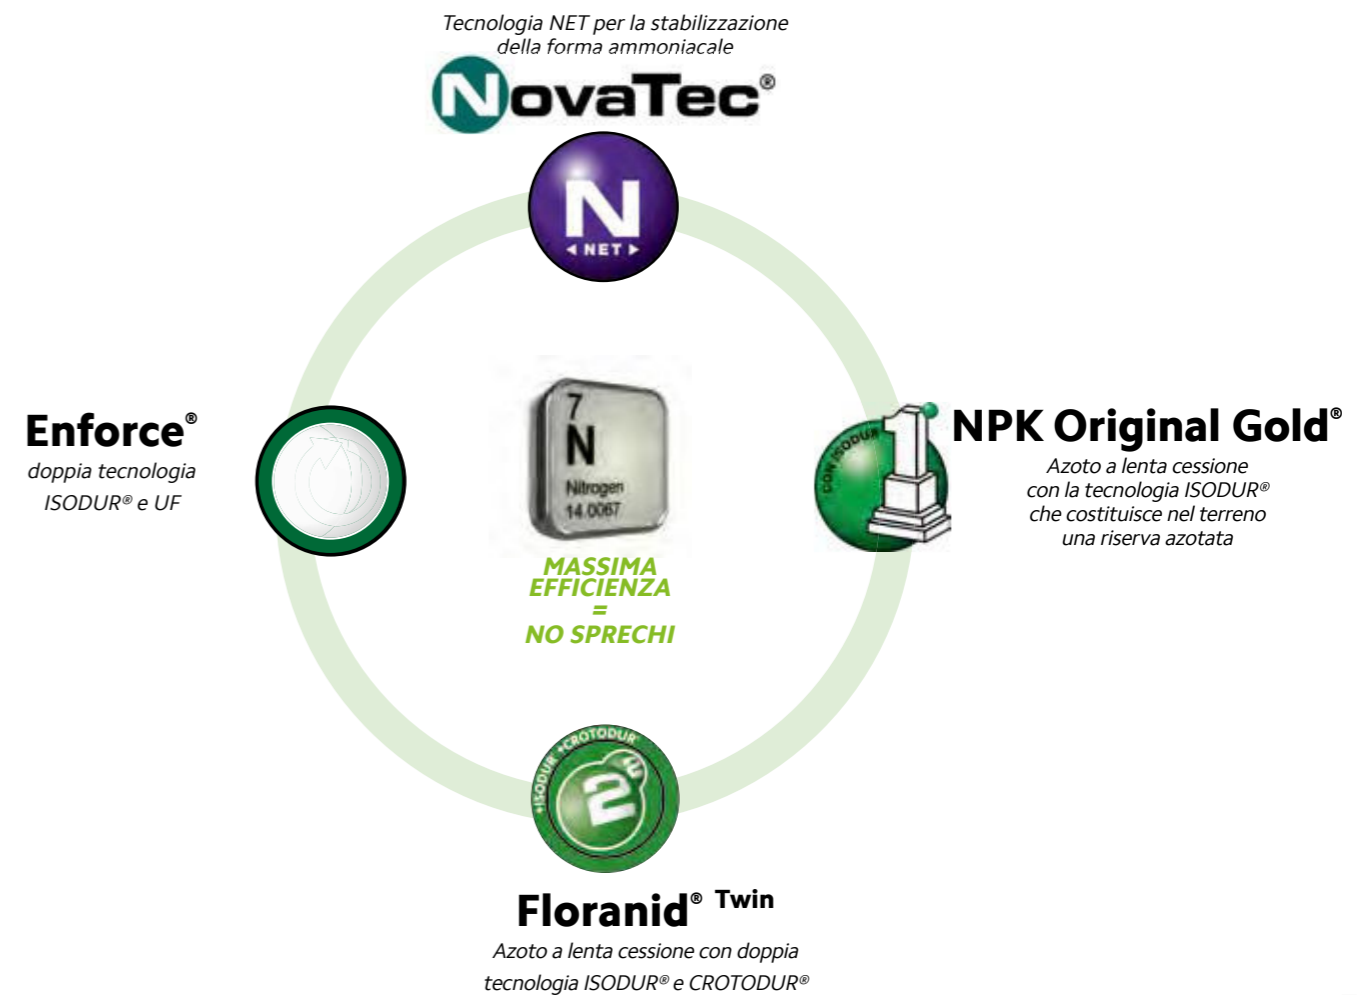 Tecnologia NET per la stabilizzazione
della forma ammoniacale
NovaTec®
N
NET
Enforce®
doppia tecnologia
ISODUR® e UF
7
N
Nitrogen
14.0067
MASSIMA
EFFICIENZA
=
NO SPRECHI
CON ISODUR
1
NPK Original Gold®
Azoto a lenta cessione
con la tecnologia ISODUR®
che costituisce nel terreno
una riserva azotata
+ISODUR® +CROTODUR®
2
Floranid® Twin
Azoto a lenta cessione con doppia
tecnologia ISODUR® e CROTODUR®